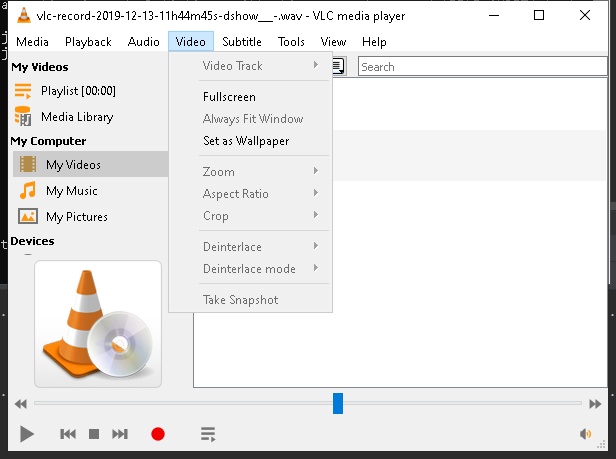 vlc-record-2019-12-13-11h44m45s-dshow___-.wav - VLC media player
Media Playback Audio Video Subtitle Tools View Help
My Videos
Playlist [00:00]
Media Library
My Computer
My Videos
My Music
My Pictures
Devices
Video Track
Fullscreen
Always Fit Window
Set as Wallpaper
Zoom
Aspect Ratio
Crop
Deinterlace
Deinterlace mode
Take Snapshot
Search